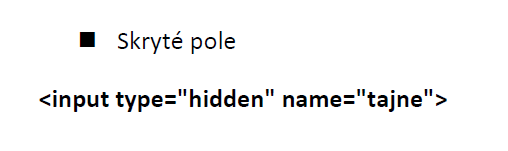 ■ Skryté pole
<input type="hidden" name="tajne">